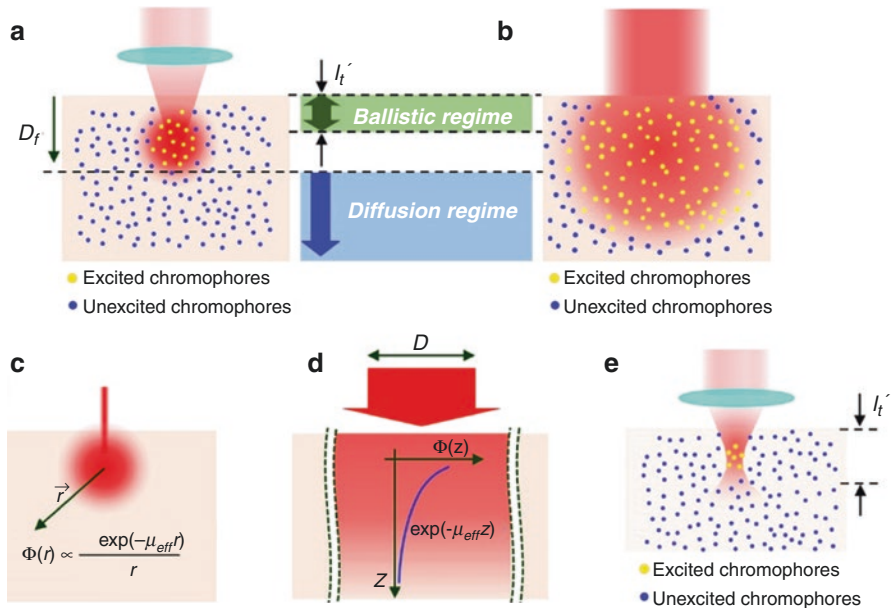 a
b
l_t′
D_f
Ballistic regime
Diffusion regime
Excited chromophores
Unexcited chromophores
Excited chromophores
Unexcited chromophores
c
r⃗
Φ(r) ∝ exp(-μ_eff r) / r
d
D
Φ(z)
exp(-μ_eff z)
Z
e
l_t′
Excited chromophores
Unexcited chromophores